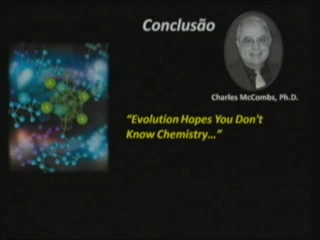 Conclusão
Charles McCombs, Ph.D.
“Evolution Hopes You Don't
Know Chemistry...”